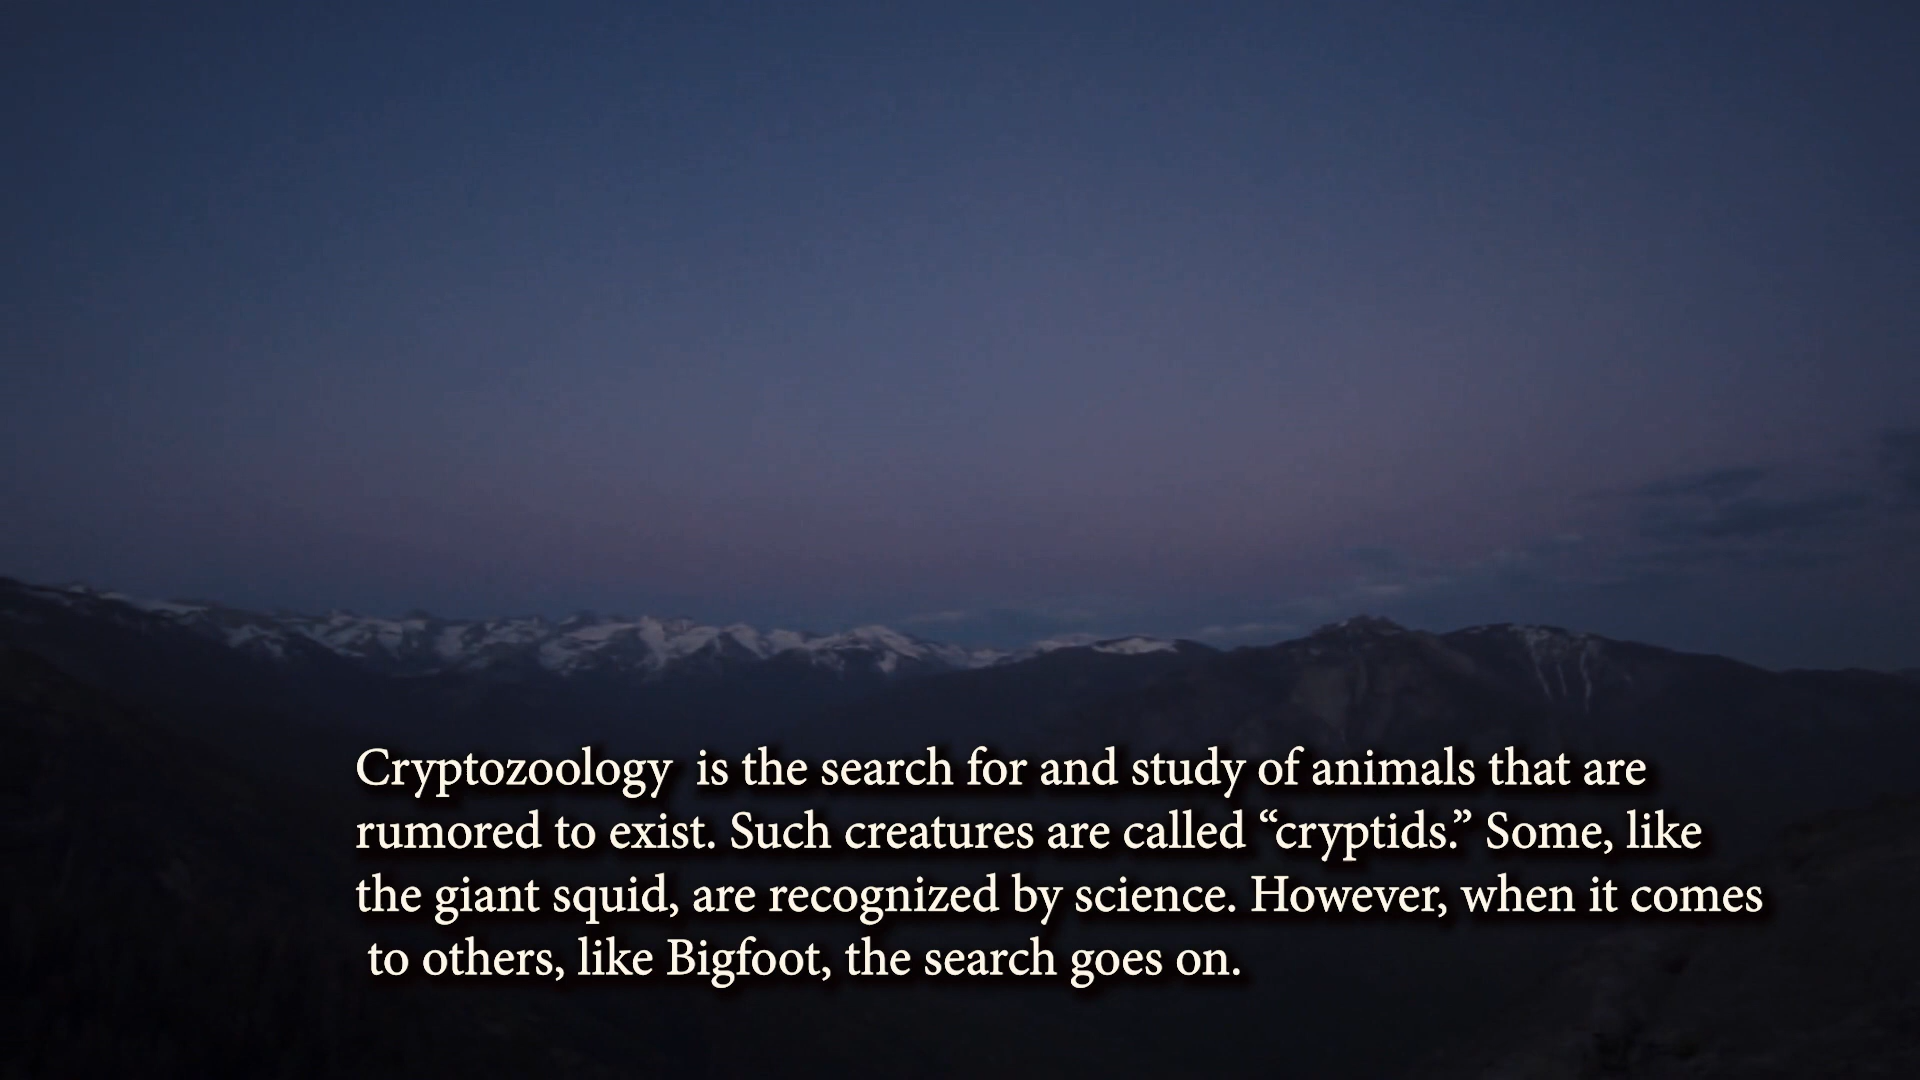 Cryptozoology  is the search for and study of animals that are
rumored to exist. Such creatures are called “cryptids.” Some, like
the giant squid, are recognized by science. However, when it comes
to others, like Bigfoot, the search goes on.